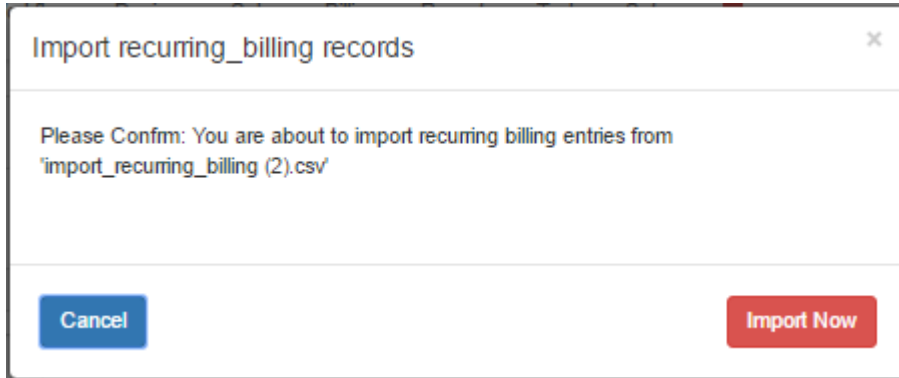 Import recurring_billing records
×
Please Confrm: You are about to import recurring billing entries from
'import_recurring_billing (2).csv'
Cancel
Import Now